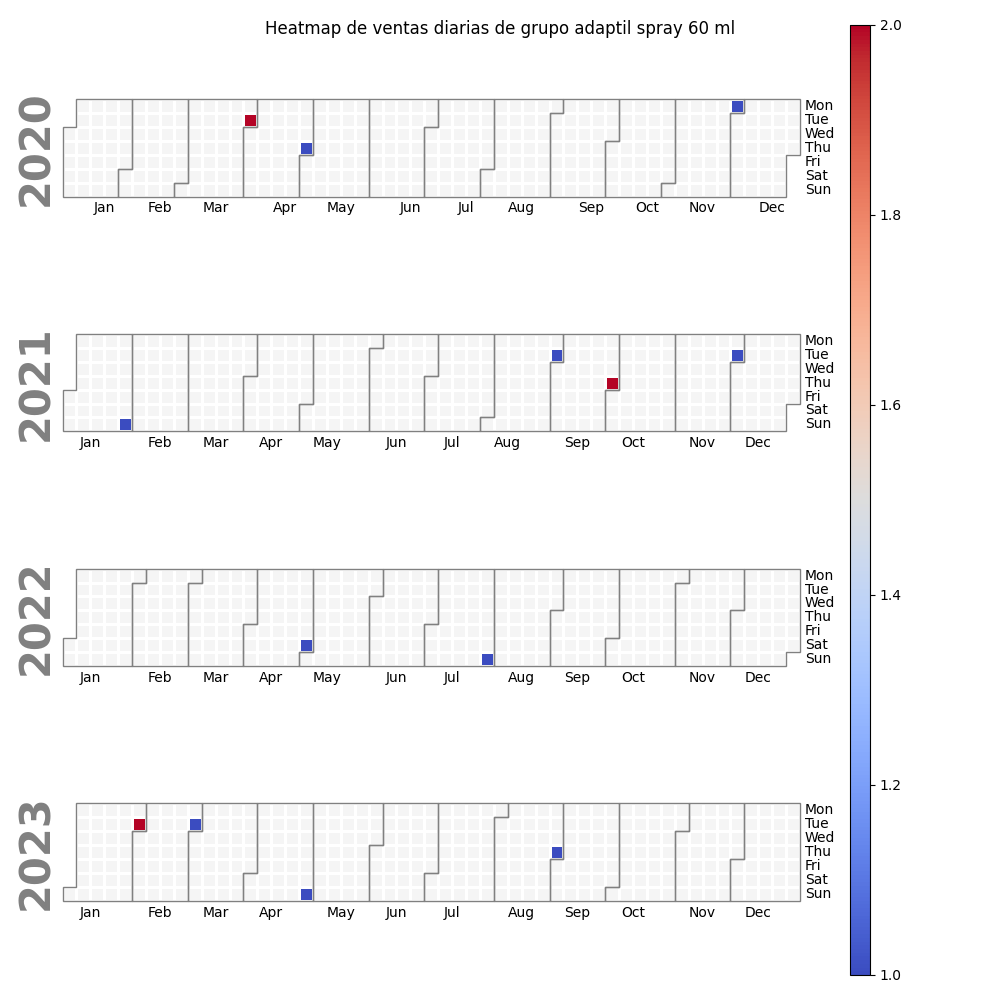 Heatmap de ventas diarias de grupo adaptil spray 60 ml
2020
Mon
Tue
Wed
Thu
Fri
Sat
Sun
Jan Feb Mar Apr May Jun Jul Aug Sep Oct Nov Dec
2021
Mon
Tue
Wed
Thu
Fri
Sat
Sun
Jan Feb Mar Apr May Jun Jul Aug Sep Oct Nov Dec
2022
Mon
Tue
Wed
Thu
Fri
Sat
Sun
Jan Feb Mar Apr May Jun Jul Aug Sep Oct Nov Dec
2023
Mon
Tue
Wed
Thu
Fri
Sat
Sun
Jan Feb Mar Apr May Jun Jul Aug Sep Oct Nov Dec
2.0
1.8
1.6
1.4
1.2
1.0